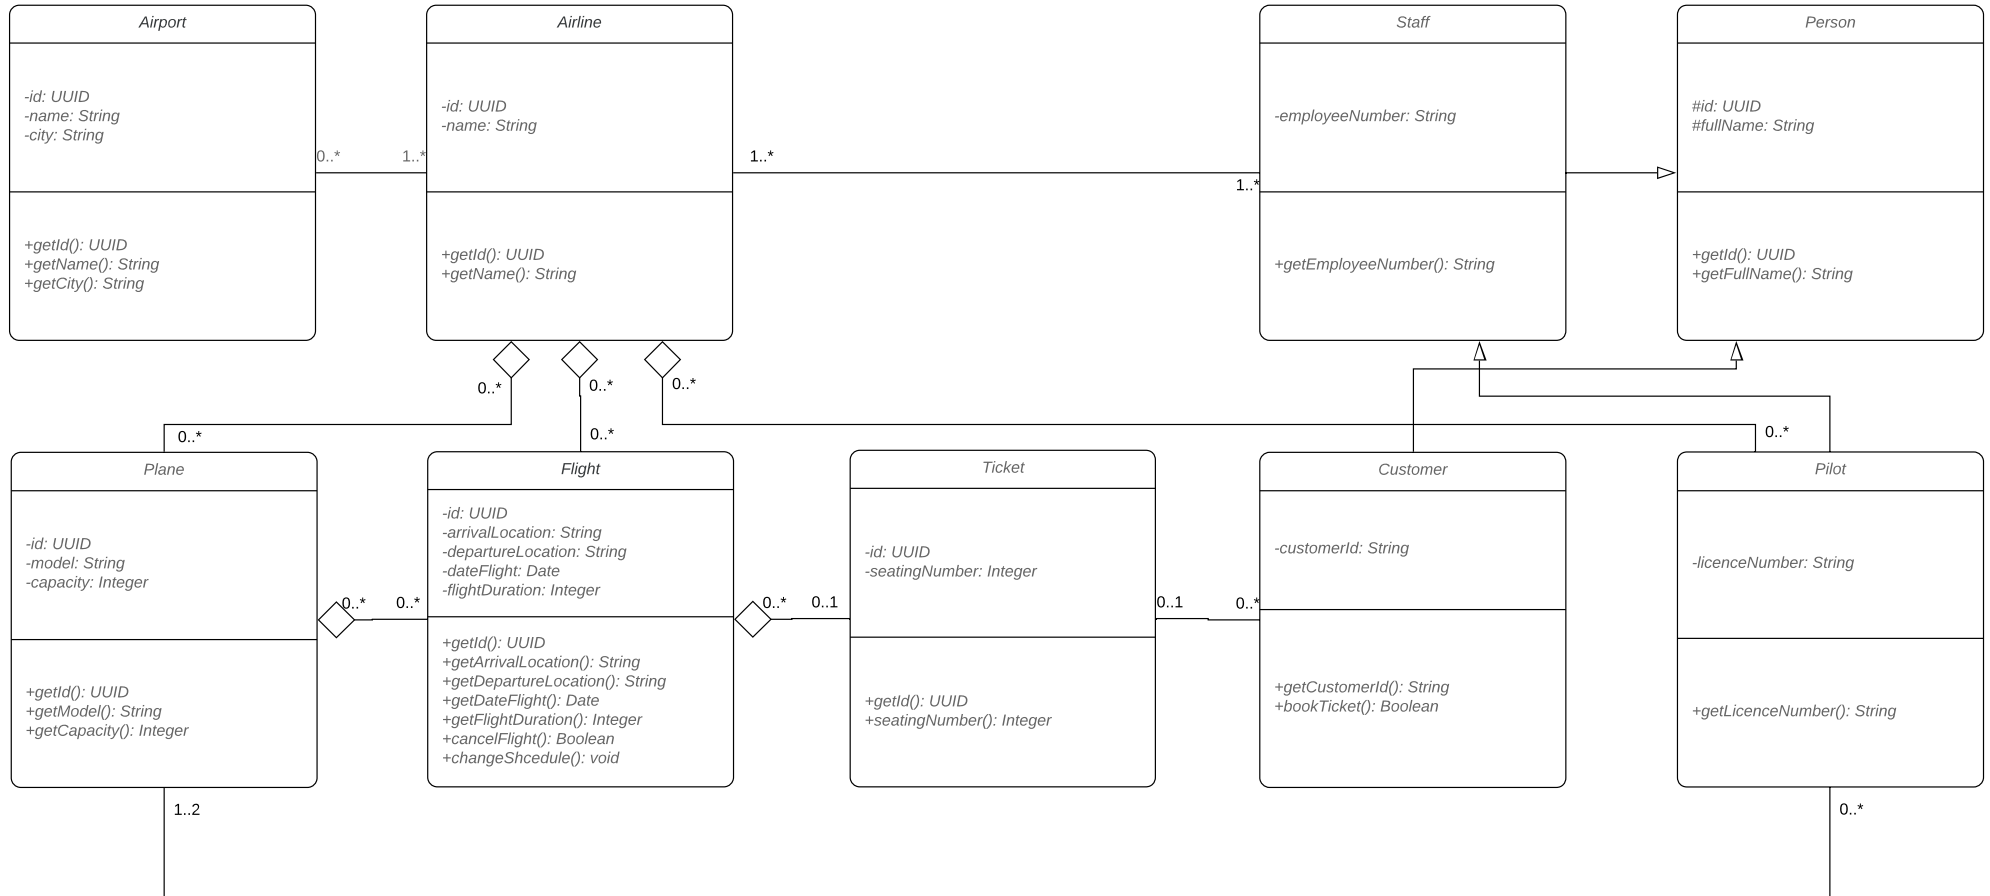 Airport
-id: UUID
-name: String
-city: String
+getId(): UUID
+getName(): String
+getCity(): String
0..*
1..*
Airline
-id: UUID
-name: String
+getId(): UUID
+getName(): String
1..*
1..*
Staff
-employeeNumber: String
+getEmployeeNumber(): String
Person
#id: UUID
#fullName: String
+getId(): UUID
+getFullName(): String
0..*
0..*
0..*
0..*
0..*
0..*
Plane
-id: UUID
-model: String
-capacity: Integer
+getId(): UUID
+getModel(): String
+getCapacity(): Integer
0..*
0..*
Flight
-id: UUID
-arrivalLocation: String
-departureLocation: String
-dateFlight: Date
-flightDuration: Integer
+getId(): UUID
+getArrivalLocation(): String
+getDepartureLocation(): String
+getDateFlight(): Date
+getFlightDuration(): Integer
+cancelFlight(): Boolean
+changeShcedule(): void
0..*
0..1
Ticket
-id: UUID
-seatingNumber: Integer
+getId(): UUID
+seatingNumber(): Integer
0..1
0..*
Customer
-customerId: String
+getCustomerId(): String
+bookTicket(): Boolean
Pilot
-licenceNumber: String
+getLicenceNumber(): String
1..2
0..*